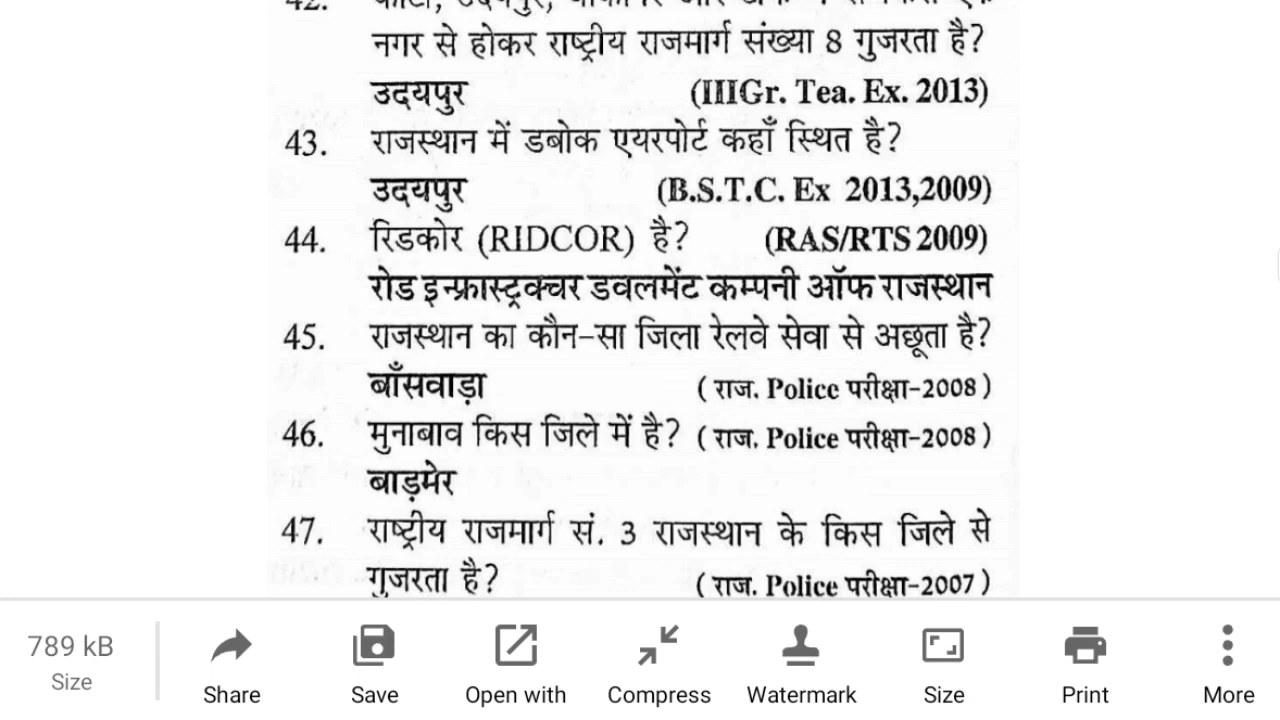 42.
नगर से होकर राष्ट्रीय राजमार्ग संख्या 8 गुजरता है?
उदयपुर (IIIGr. Tea. Ex. 2013)
43. राजस्थान में डबोक एयरपोर्ट कहाँ स्थित है?
उदयपुर (B.S.T.C. Ex 2013,2009)
44. रिडकोर (RIDCOR) है? (RAS/RTS 2009)
रोड इन्फ्रास्ट्रक्चर डवलमेंट कम्पनी ऑफ राजस्थान
45. राजस्थान का कौन-सा जिला रेलवे सेवा से अछूता है?
बाँसवाड़ा (राज. Police परीक्षा-2008)
46. मुनाबाव किस जिले में है? (राज. Police परीक्षा-2008)
बाड़मेर
47. राष्ट्रीय राजमार्ग सं. 3 राजस्थान के किस जिले से
गुजरता है? (राज. Police परीक्षा-2007)
789 kB
Size
Share Save Open with Compress Watermark Size Print More